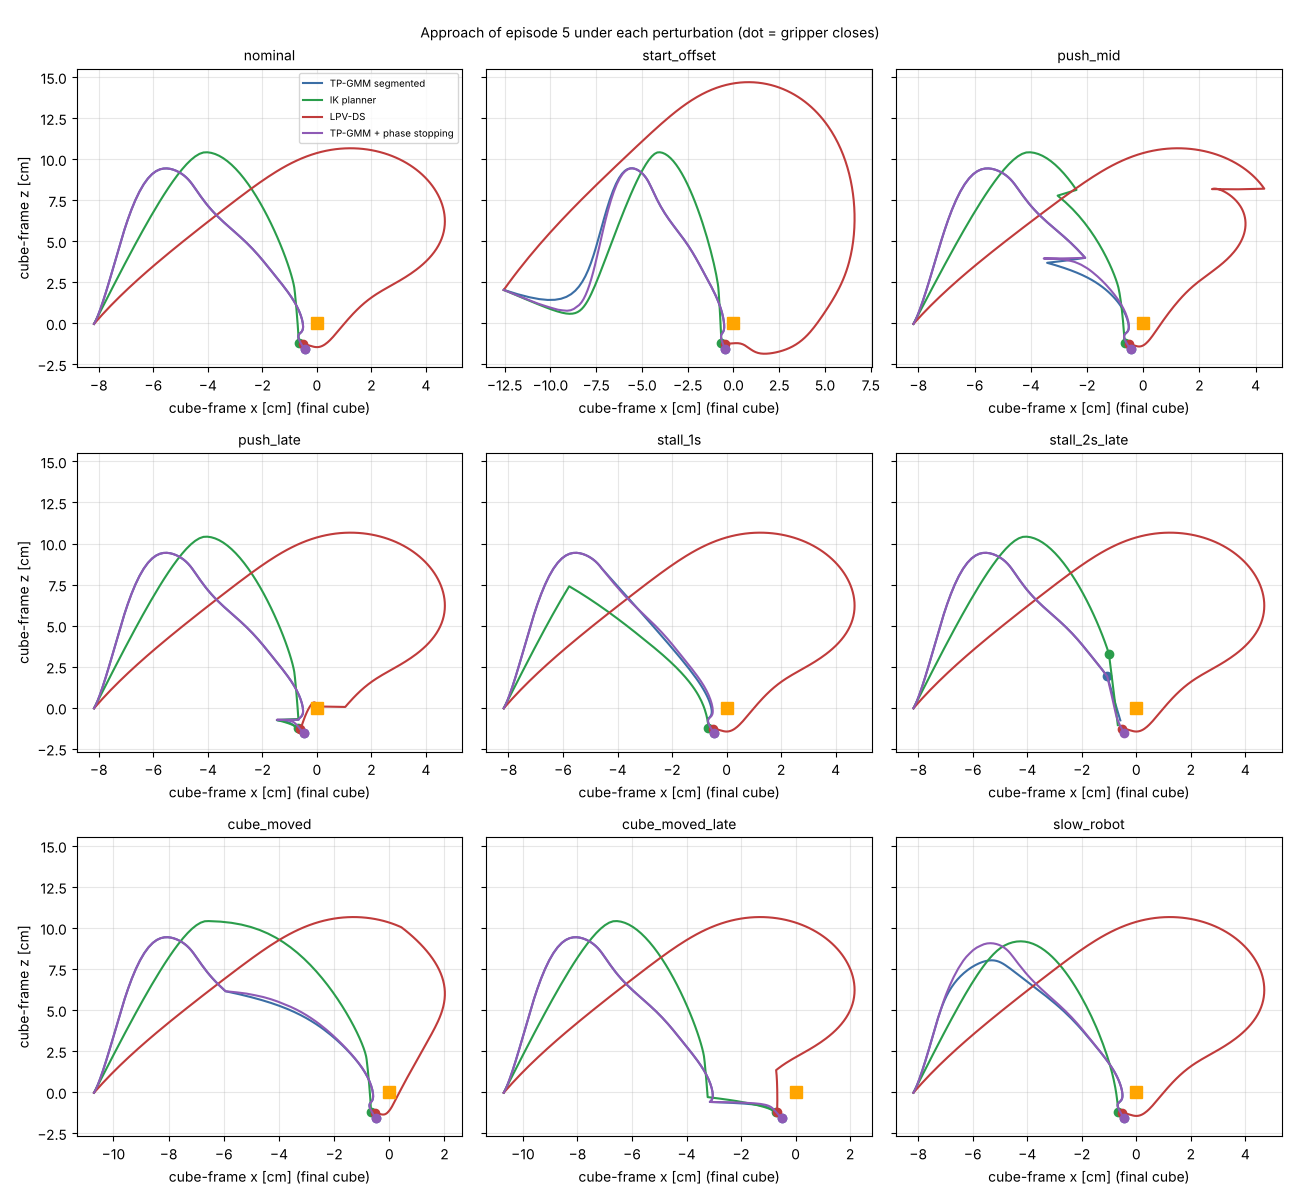 Approach of episode 5 under each perturbation (dot = gripper closes)
nominal
start_offset
push_mid
TP-GMM segmented
IK planner
LPV-DS
TP-GMM + phase stopping
cube-frame z [cm]
15.0
12.5
10.0
7.5
5.0
2.5
0.0
−2.5
−8 −6 −4 −2 0 2 4
−12.5 −10.0 −7.5 −5.0 −2.5 0.0 2.5 5.0 7.5
−8 −6 −4 −2 0 2 4
cube-frame x [cm] (final cube)
cube-frame x [cm] (final cube)
cube-frame x [cm] (final cube)
push_late
stall_1s
stall_2s_late
cube-frame z [cm]
15.0
12.5
10.0
7.5
5.0
2.5
0.0
−2.5
−8 −6 −4 −2 0 2 4
−8 −6 −4 −2 0 2 4
−8 −6 −4 −2 0 2 4
cube-frame x [cm] (final cube)
cube-frame x [cm] (final cube)
cube-frame x [cm] (final cube)
cube_moved
cube_moved_late
slow_robot
cube-frame z [cm]
15.0
12.5
10.0
7.5
5.0
2.5
0.0
−2.5
−10 −8 −6 −4 −2 0 2
−10 −8 −6 −4 −2 0 2
−8 −6 −4 −2 0 2 4
cube-frame x [cm] (final cube)
cube-frame x [cm] (final cube)
cube-frame x [cm] (final cube)